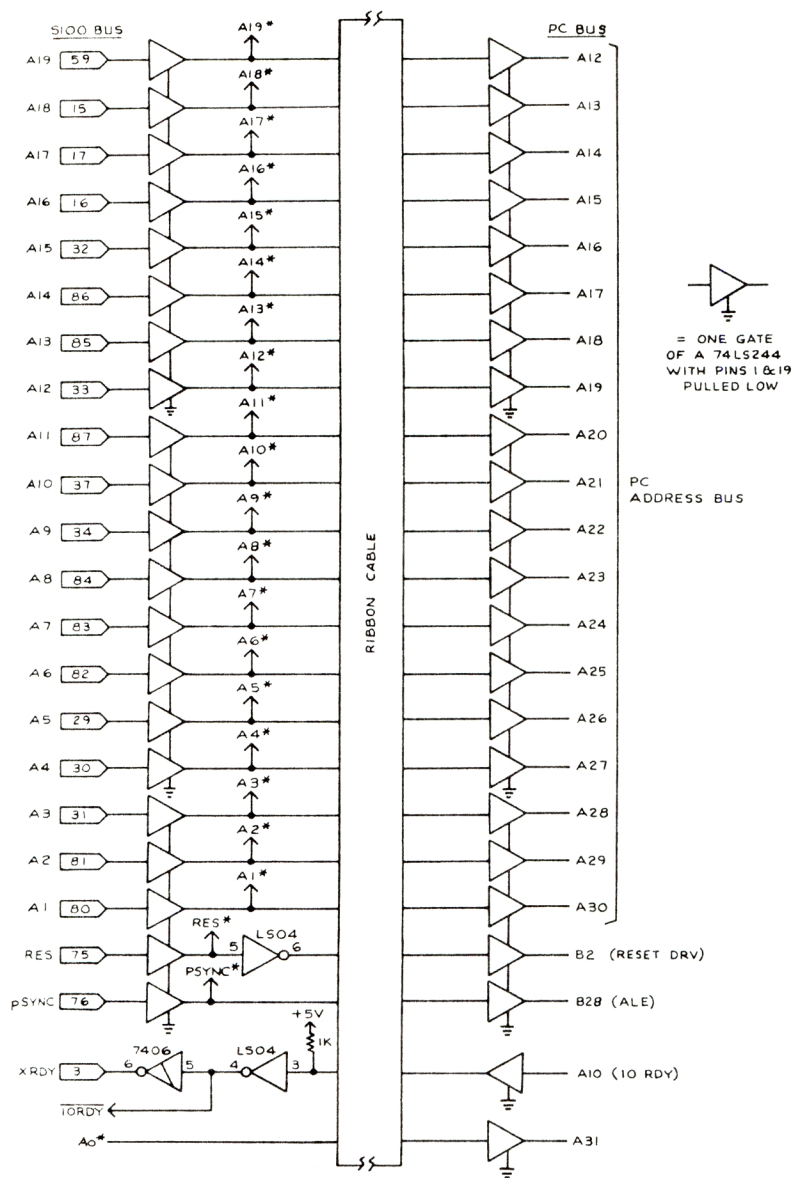 S100 BUS
PC BUS
A19*
A19 59 A12
A18*
A18 15 A13
A17*
A17 17 A14
A16*
A16 16 A15
A15*
A15 32 A16
A14*
A14 86 A17
A13*
A13 85 A18
A12*
A12 33 A19
A11*
A11 87 A20
A10*
A10 37 A21
A9*
A9 34 A22
A8*
A8 84 A23
A7*
A7 83 A24
A6*
A6 82 A25
A5*
A5 29 A26
A4*
A4 30 A27
A3*
A3 31 A28
A2*
A2 81 A29
A1*
A1 80 A30
RES*
LS04
RES 75 5 6 B2 (RESET DRV)
PSYNC*
pSYNC 76 B28 (ALE)
+5V
1K
7406 LS04
XRDY 3 6 5 4 3 A10 (IO RDY)
IORDY
A0* A31
RIBBON CABLE
PC
ADDRESS BUS
= ONE GATE
OF A 74LS244
WITH PINS 1 & 19
PULLED LOW